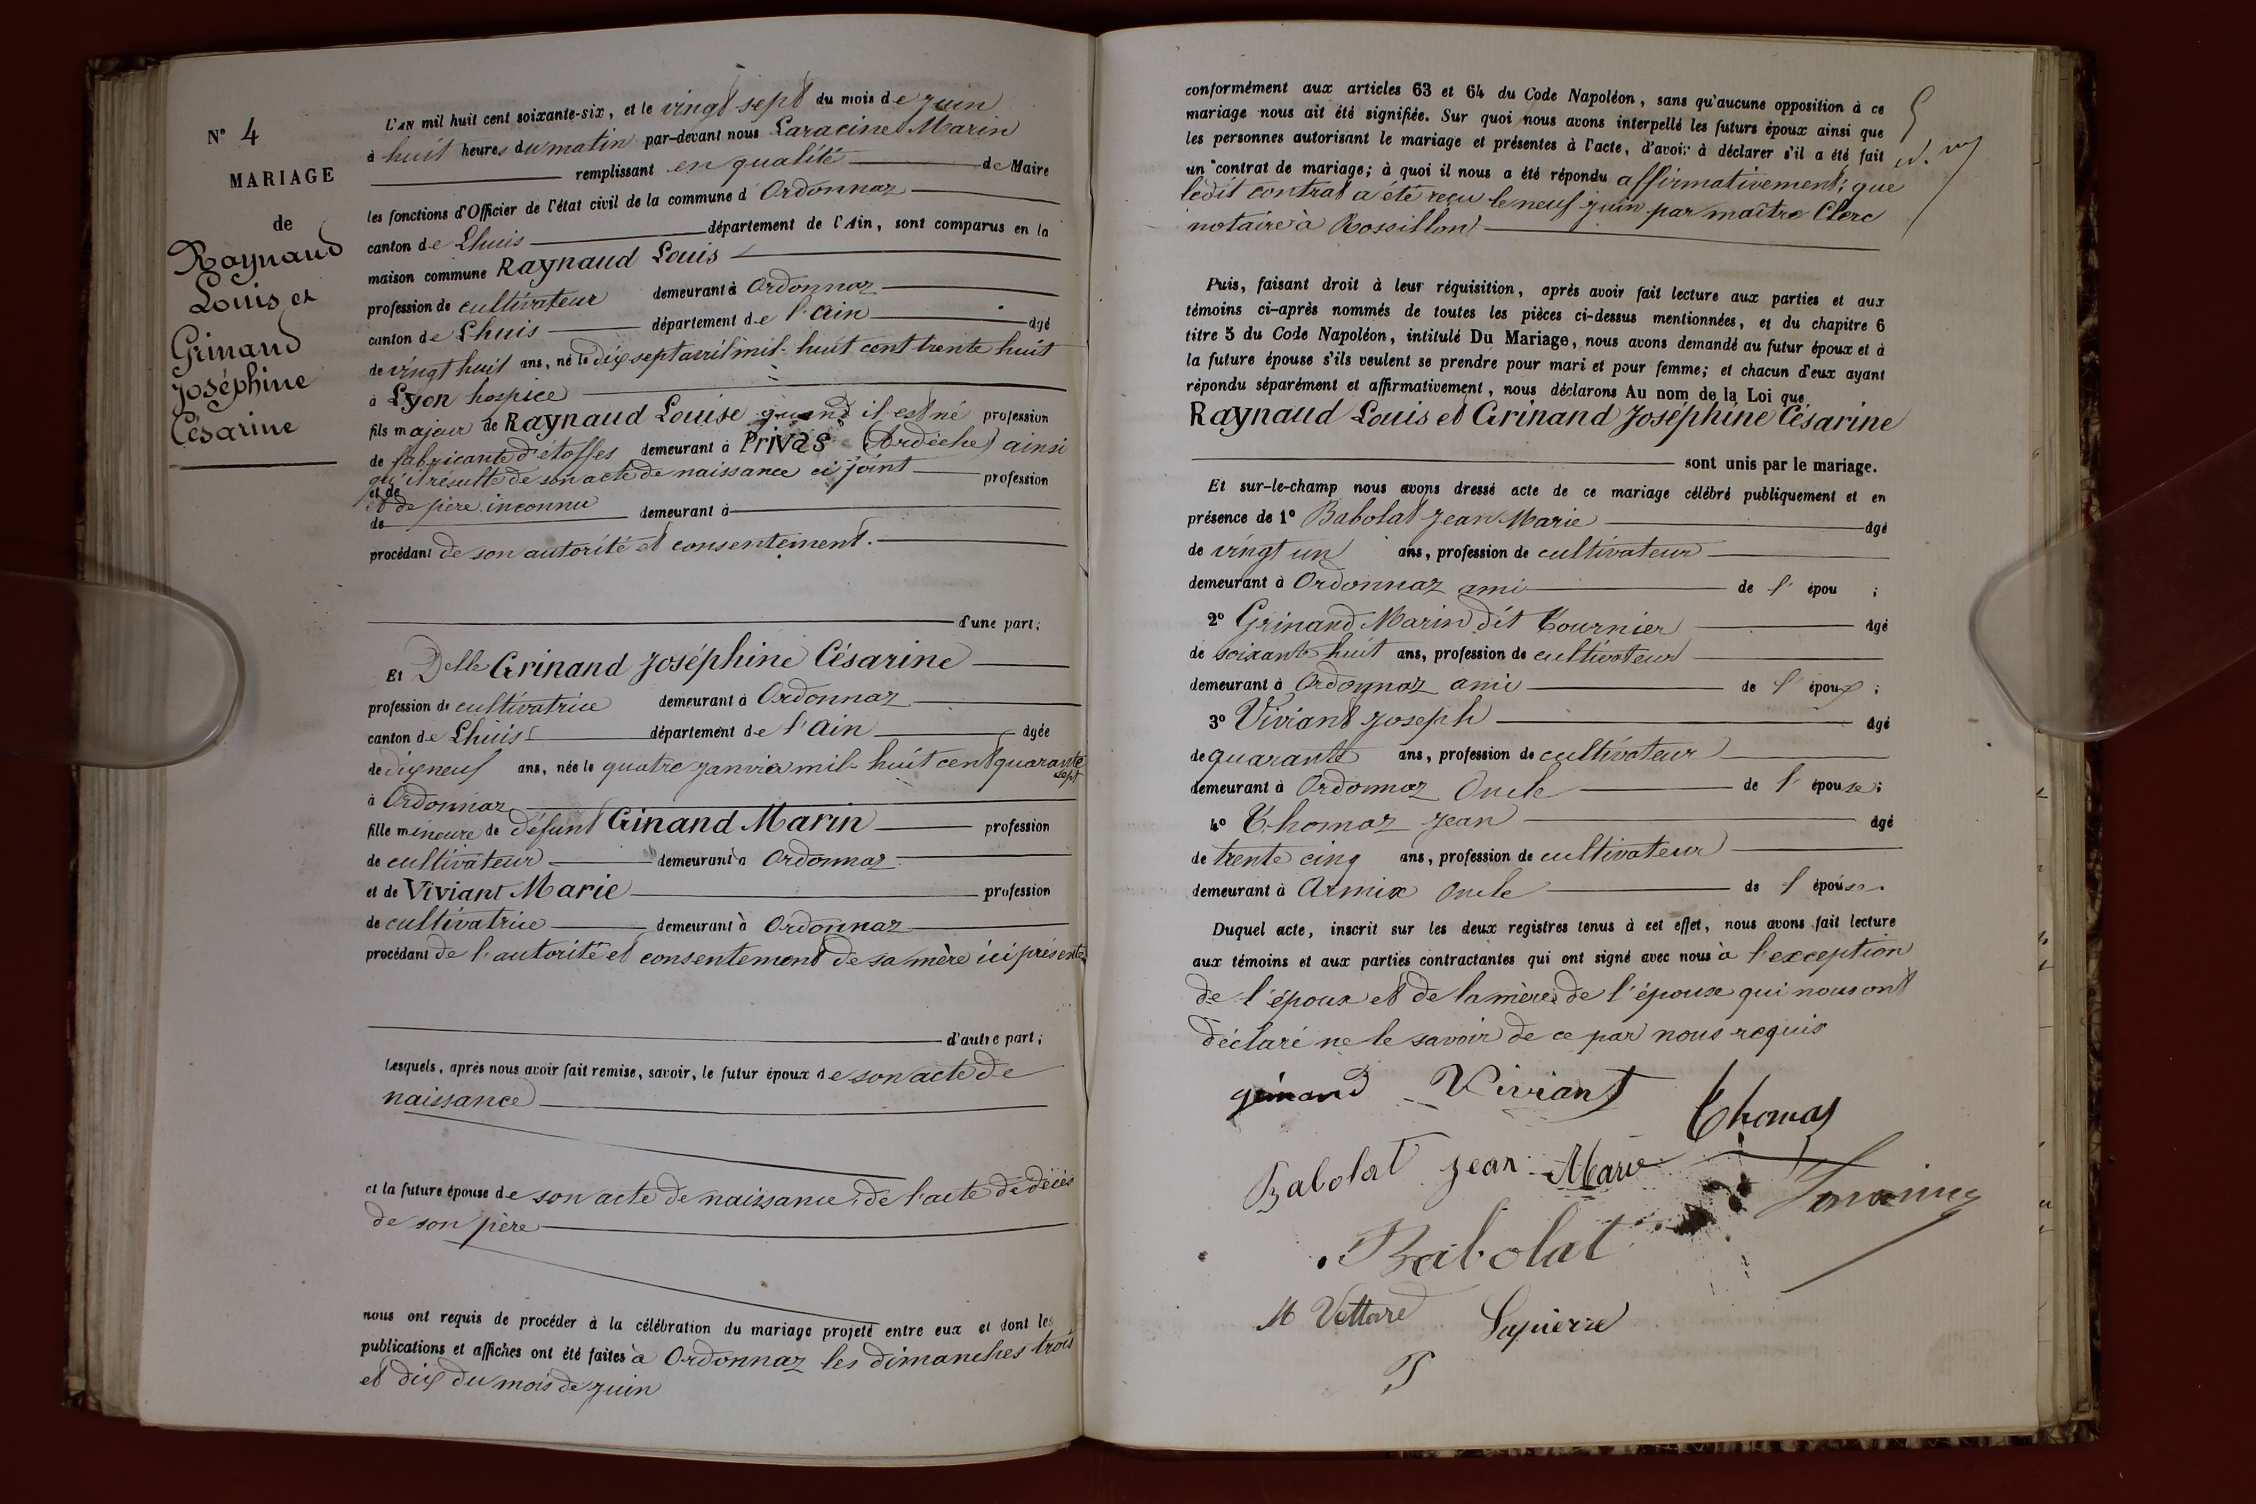 N° 4
MARIAGE
de
Raynaud
Louis et
Grinand
Joséphine
Césarine
L'AN mil huit cent soixante-six, et le vingt sept du mois de juin
à huit heures du matin par-devant nous Laracine Marin
remplissant en qualité de Maire
les fonctions d'Officier de l'état civil de la commune d Ordonnaz
canton de Lhuis département de l'Ain, sont comparus en la
maison commune Raynaud Louis
profession de cultivateur demeurant à Ordonnaz
canton de Lhuis département de l'Ain âgé
de vingt huit ans, né le dix sept avril mil huit cent trente huit
à Lyon hospice
fils majeur de Raynaud Louise quand il est né profession
de fabricante d'étoffes demeurant à Privas (Ardèche) ainsi
qu'il résulte de son acte de naissance ci joint profession
et de
et de père inconnu
de demeurant à
procédant de son autorité et consentement.
d'une part;
Et Delle Grinand Joséphine Césarine
profession de cultivatrice demeurant à Ordonnaz
canton de Lhuis département de l'Ain âgée
de dix neuf ans, née le quatre janvier mil huit cent quarante
sept
à Ordonnaz
fille mineure de défunt Ginand Marin profession
de cultivateur demeurant à Ordonnaz
et de Viviant Marie profession
de cultivatrice demeurant à Ordonnaz
procédant de l'autorité et consentement de sa mère ici présente
d'autre part;
Lesquels, après nous avoir fait remise, savoir, le futur époux de son acte de
naissance
et la future épouse de son acte de naissance, de l'acte de décès
de son père
nous ont requis de procéder à la célébration du mariage projeté entre eux et dont les
publications et affiches ont été faites à Ordonnaz les dimanches trois
et dix du mois de juin
conformément aux articles 63 et 64 du Code Napoléon, sans qu'aucune opposition à ce
mariage nous ait été signifiée. Sur quoi nous avons interpellé les futurs époux ainsi que
les personnes autorisant le mariage et présentes à l'acte, d'avoir à déclarer s'il a été fait
un contrat de mariage; à quoi il nous a été répondu affirmativement; que
ledit contrat a été reçu le neuf juin par maître Clerc
notaire à Rossillon
Puis, faisant droit à leur réquisition, après avoir fait lecture aux parties et aux
témoins ci-après nommés de toutes les pièces ci-dessus mentionnées, et du chapitre 6
titre 5 du Code Napoléon, intitulé Du Mariage, nous avons demandé au futur époux et à
la future épouse s'ils veulent se prendre pour mari et pour femme; et chacun d'eux ayant
répondu séparément et affirmativement, nous déclarons Au nom de la Loi que
Raynaud Louis et Grinand Joséphine Césarine
sont unis par le mariage.
Et sur-le-champ nous avons dressé acte de ce mariage célébré publiquement et en
présence de 1° Babolat Jean Marie âgé
de vingt un ans, profession de cultivateur
demeurant à Ordonnaz ami de l' épou ;
2° Grinand Marin dit Tournier âgé
de soixante huit ans, profession de cultivateur
demeurant à Ordonnaz ami de l' époux ;
3° Viviant Joseph âgé
de quarante ans, profession de cultivateur
demeurant à Ordonnaz Oncle de l' épouse;
4° Thomaz Jean âgé
de trente cinq ans, profession de cultivateur
demeurant à Armix oncle de l' épouse.
Duquel acte, inscrit sur les deux registres tenus à cet effet, nous avons fait lecture
aux témoins et aux parties contractantes qui ont signé avec nous à l'exception
de l'époux et de la mère de l'épouse qui nous ont
déclaré ne le savoir de ce par nous requis
ginand Viviant
Thomas
Babolat Jean Marie
Babolat
M Vettard Lapierre